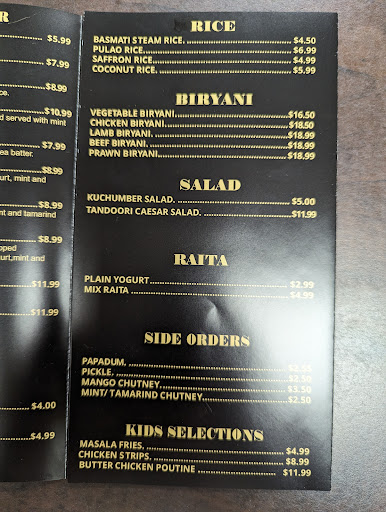 R
$5.99
$7.99
$8.99
ce.
$10.99
d served with mint
$7.99
ea batter.
$8.99
urt, mint and
$8.99
nt and tamarind
$8.99
pped
urt,mint and
$11.99
$11.99
$4.00
$4.99
RICE
BASMATI STEAM RICE. $4.50
PULAO RICE. $6.99
SAFFRON RICE. $4.99
COCONUT RICE. $5.99
BIRYANI
VEGETABLE BIRYANI $16.50
CHICKEN BIRYANI. $18.50
LAMB BIRYANI. $18.99
BEEF BIRYANI. $18.99
PRAWN BIRYANI. $18.99
SALAD
KUCHUMBER SALAD. $5.00
TANDOORI CAESAR SALAD. $11.99
RAITA
PLAIN YOGURT $2.99
MIX RAITA $4.99
SIDE ORDERS
PAPADUM.
PICKLE. $2.50
MANGO CHUTNEY $3.50
MINT/ TAMARIND CHUTNEY $2.50
KIDS SELECTIONS
MASALA FRIES. $4.99
CHICKEN STRIPS. $8.99
BUTTER CHICKEN POUTINE $11.99